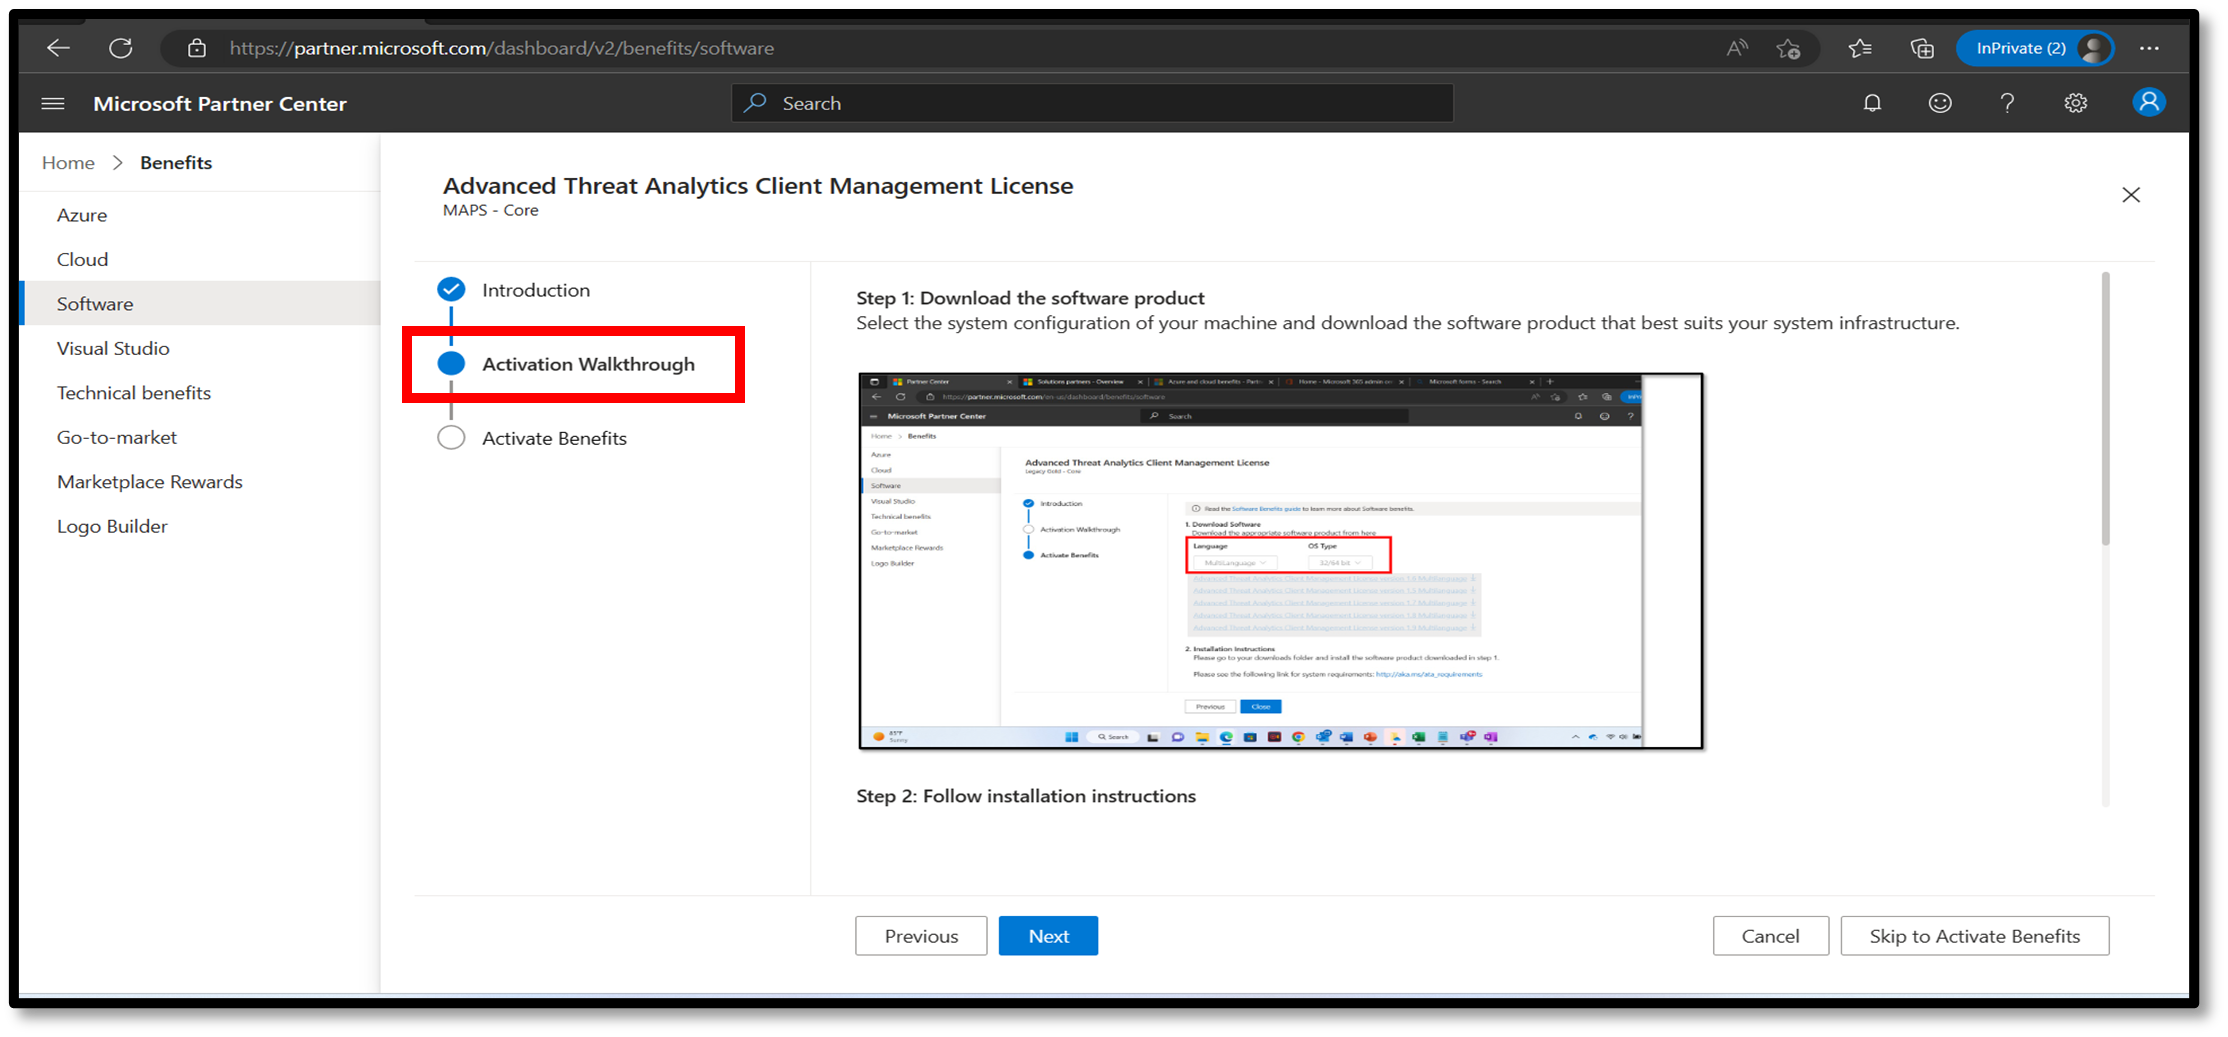 https://partner.microsoft.com/dashboard/v2/benefits/software
InPrivate (2)
Microsoft Partner Center
Search
Home > Benefits
Azure
Cloud
Software
Visual Studio
Technical benefits
Go-to-market
Marketplace Rewards
Logo Builder
Advanced Threat Analytics Client Management License
MAPS - Core
Introduction
Activation Walkthrough
Activate Benefits
Step 1: Download the software product
Select the system configuration of your machine and download the software product that best suits your system infrastructure.
Partner Center
Solutions partners - Overview
Azure and cloud benefits - Partn
Home - Microsoft 365 admin ce
Microsoft forms - Search
https://partner.microsoft.com/en-us/dashboard/benefits/software
Microsoft Partner Center
Search
Home > Benefits
Azure
Cloud
Software
Visual Studio
Technical benefits
Go-to-market
Marketplace Rewards
Logo Builder
Advanced Threat Analytics Client Management License
Introduction
Activation Walkthrough
Activate Benefits
Read the Software Benefits guide to learn more about Software benefits.
1. Download Software
Download the appropriate software product from here
Language
OS Type
MultiLanguage
32/64 bit
2. Installation Instructions
Please go to your downloads folder and install the software product downloaded in step 1.
Please see the following link for system requirements: http://aka.ms/ata_requirements
Previous
Close
Sunny
Search
Step 2: Follow installation instructions
Previous
Next
Cancel
Skip to Activate Benefits